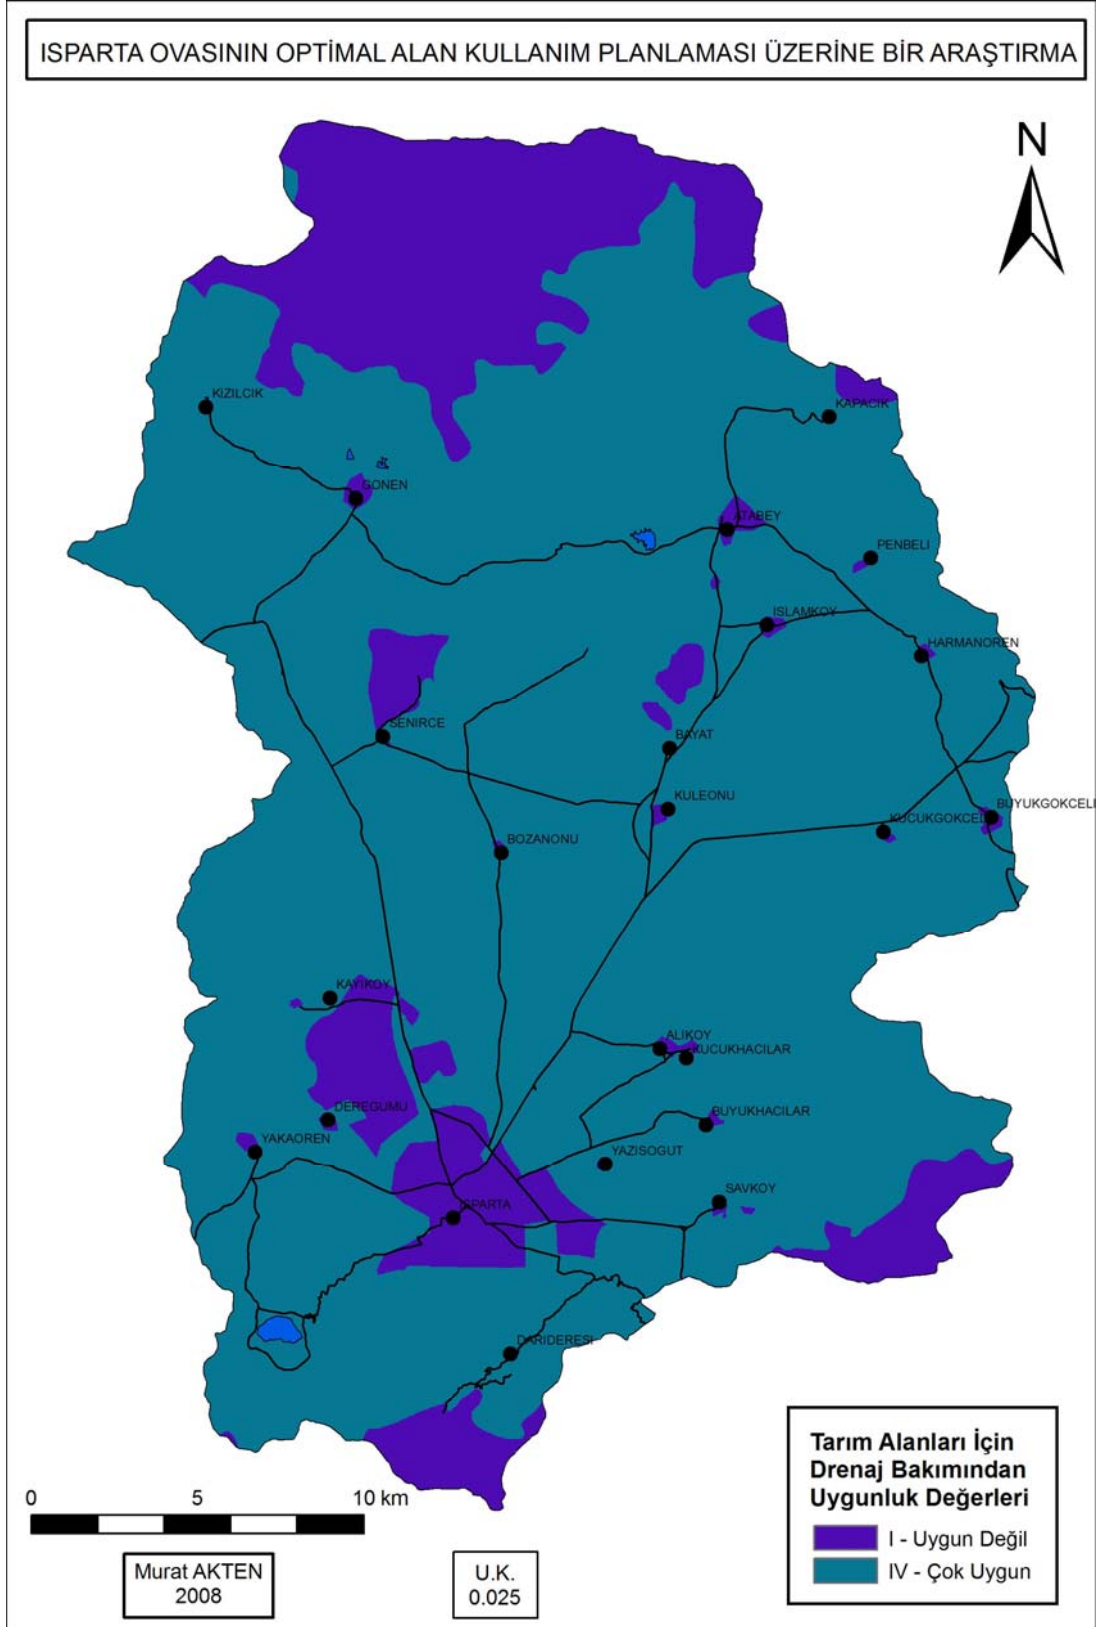 ISPARTA OVASININ OPTİMAL ALAN KULLANIM PLANLAMASI ÜZERİNE BİR ARAŞTIRMA
N
KIZILCIK
KAPACIK
GONEN
ATABEY
PENBELI
ISLAMKOY
HARMANOREN
SENIRCE
BAYAT
KULEONU
BUYUKGOKCELI
KUCUKGOKCELI
BOZANONU
KAYIKOY
ALIKOY
KUCUKHACILAR
DEREGUMU
BUYUKHACILAR
YAKAOREN
YAZISOGUT
SAVKOY
ISPARTA
DARIDERESI
0 5 10 km
Murat AKTEN
2008
U.K.
0.025
Tarım Alanları İçin
Drenaj Bakımından
Uygunluk Değerleri
I - Uygun Değil
IV - Çok Uygun